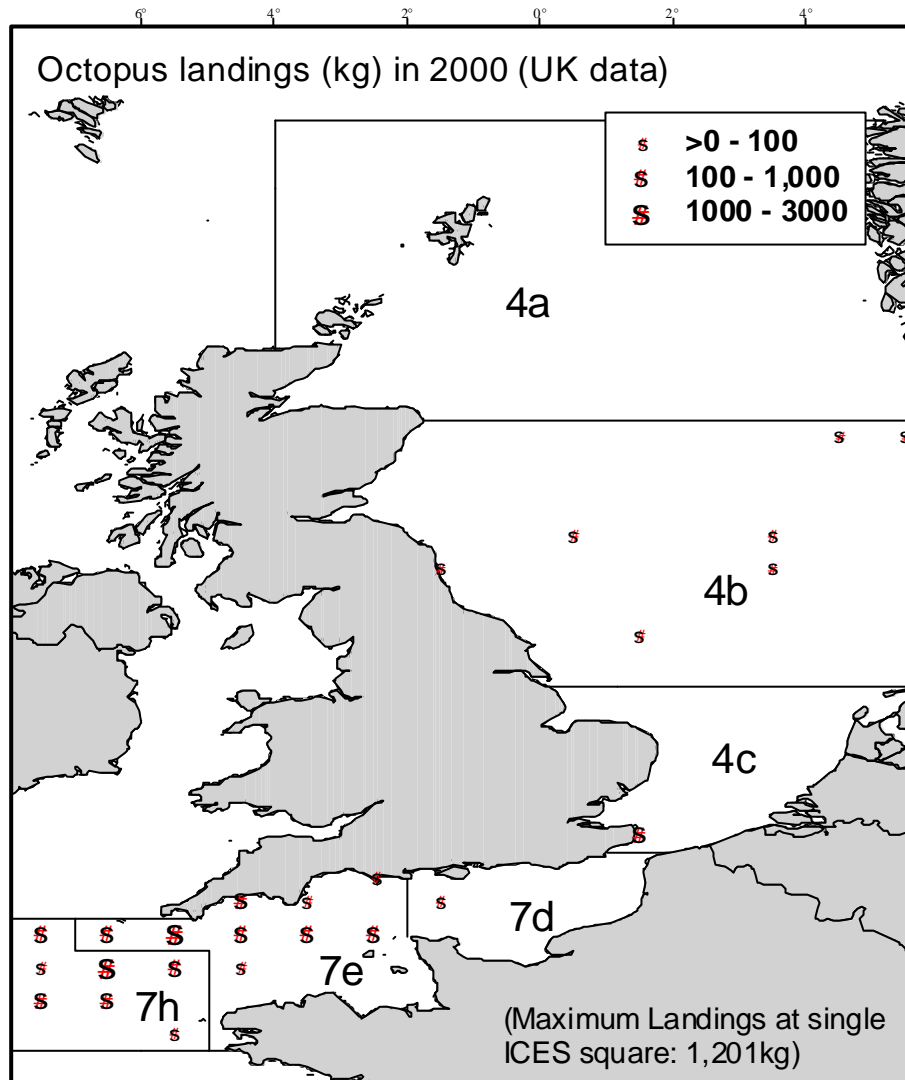 6° 4° 2° 0° 2° 4°
Octopus landings (kg) in 2000 (UK data)
$ >0 - 100
$ 100 - 1,000
$ 1000 - 3000
4a
4b
4c
7d
7e
7h
(Maximum Landings at single
ICES square: 1,201kg)